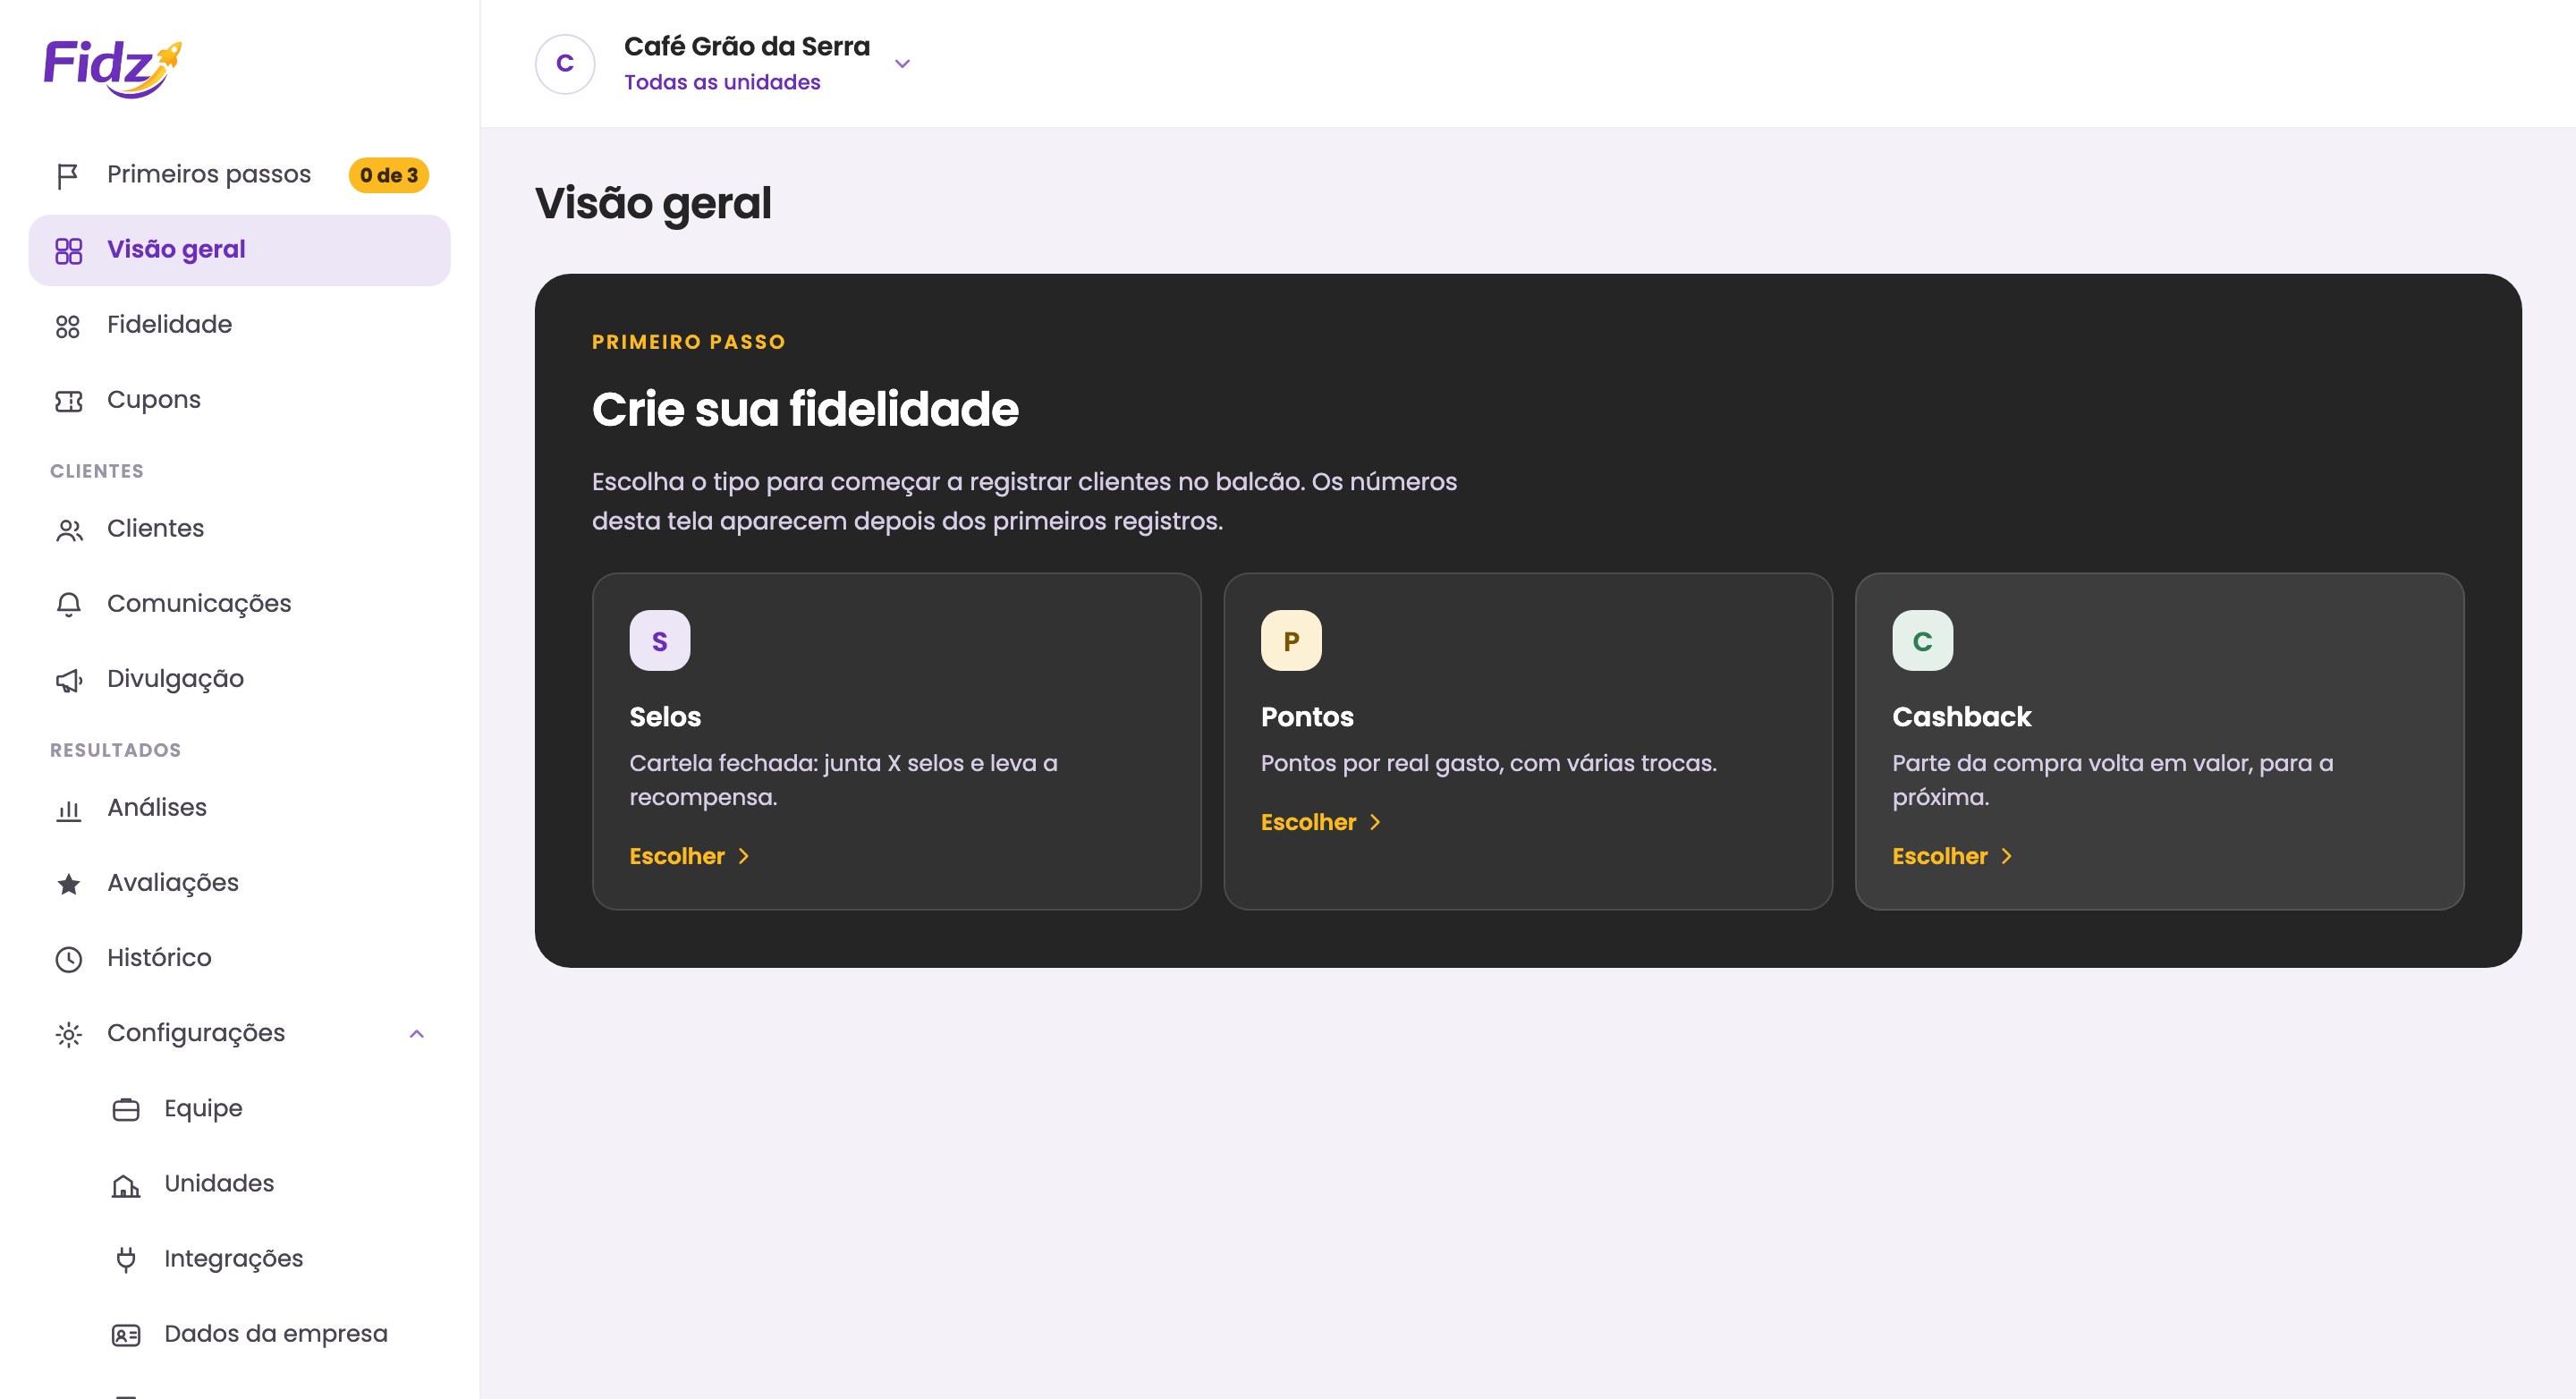 Fidz
Primeiros passos 0 de 3
Visão geral
Fidelidade
Cupons
CLIENTES
Clientes
Comunicações
Divulgação
RESULTADOS
Análises
Avaliações
Histórico
Configurações
Equipe
Unidades
Integrações
Dados da empresa
C
Café Grão da Serra
Todas as unidades
Visão geral
PRIMEIRO PASSO
Crie sua fidelidade
Escolha o tipo para começar a registrar clientes no balcão. Os números
desta tela aparecem depois dos primeiros registros.
S
Selos
Cartela fechada: junta X selos e leva a
recompensa.
Escolher
P
Pontos
Pontos por real gasto, com várias trocas.
Escolher
C
Cashback
Parte da compra volta em valor, para a
próxima.
Escolher